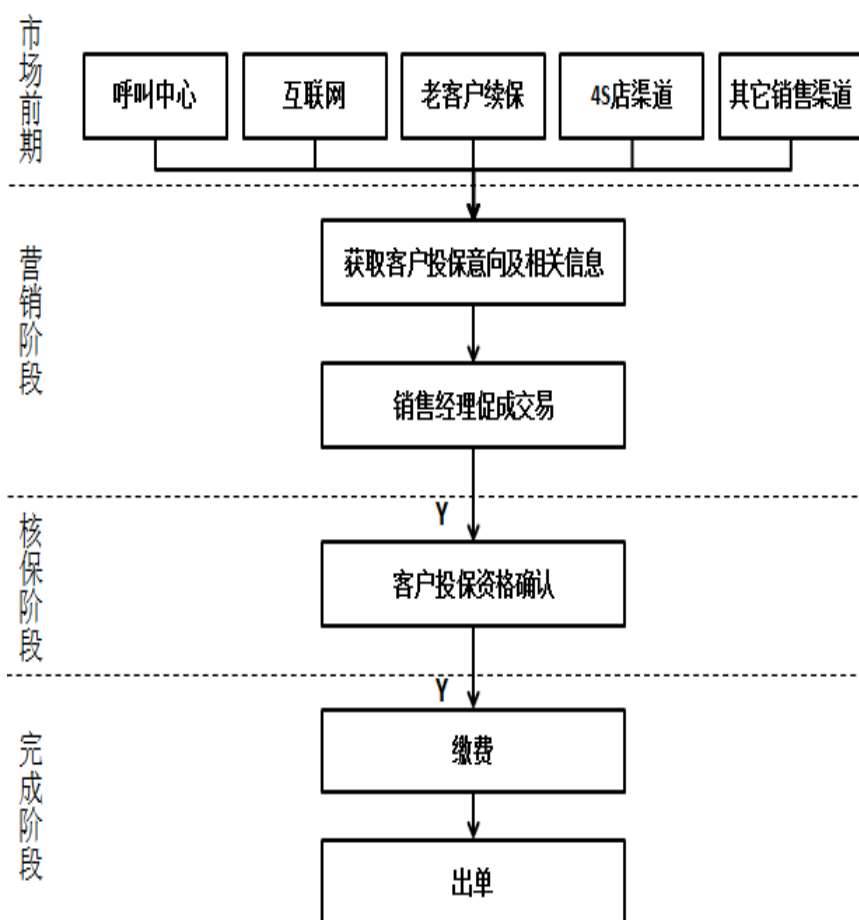 市场前期
呼叫中心
互联网
老客户续保
4S店渠道
其它销售渠道
营销阶段
获取客户投保意向及相关信息
销售经理促成交易
核保阶段
Y
客户投保资格确认
完成阶段
Y
缴费
出单